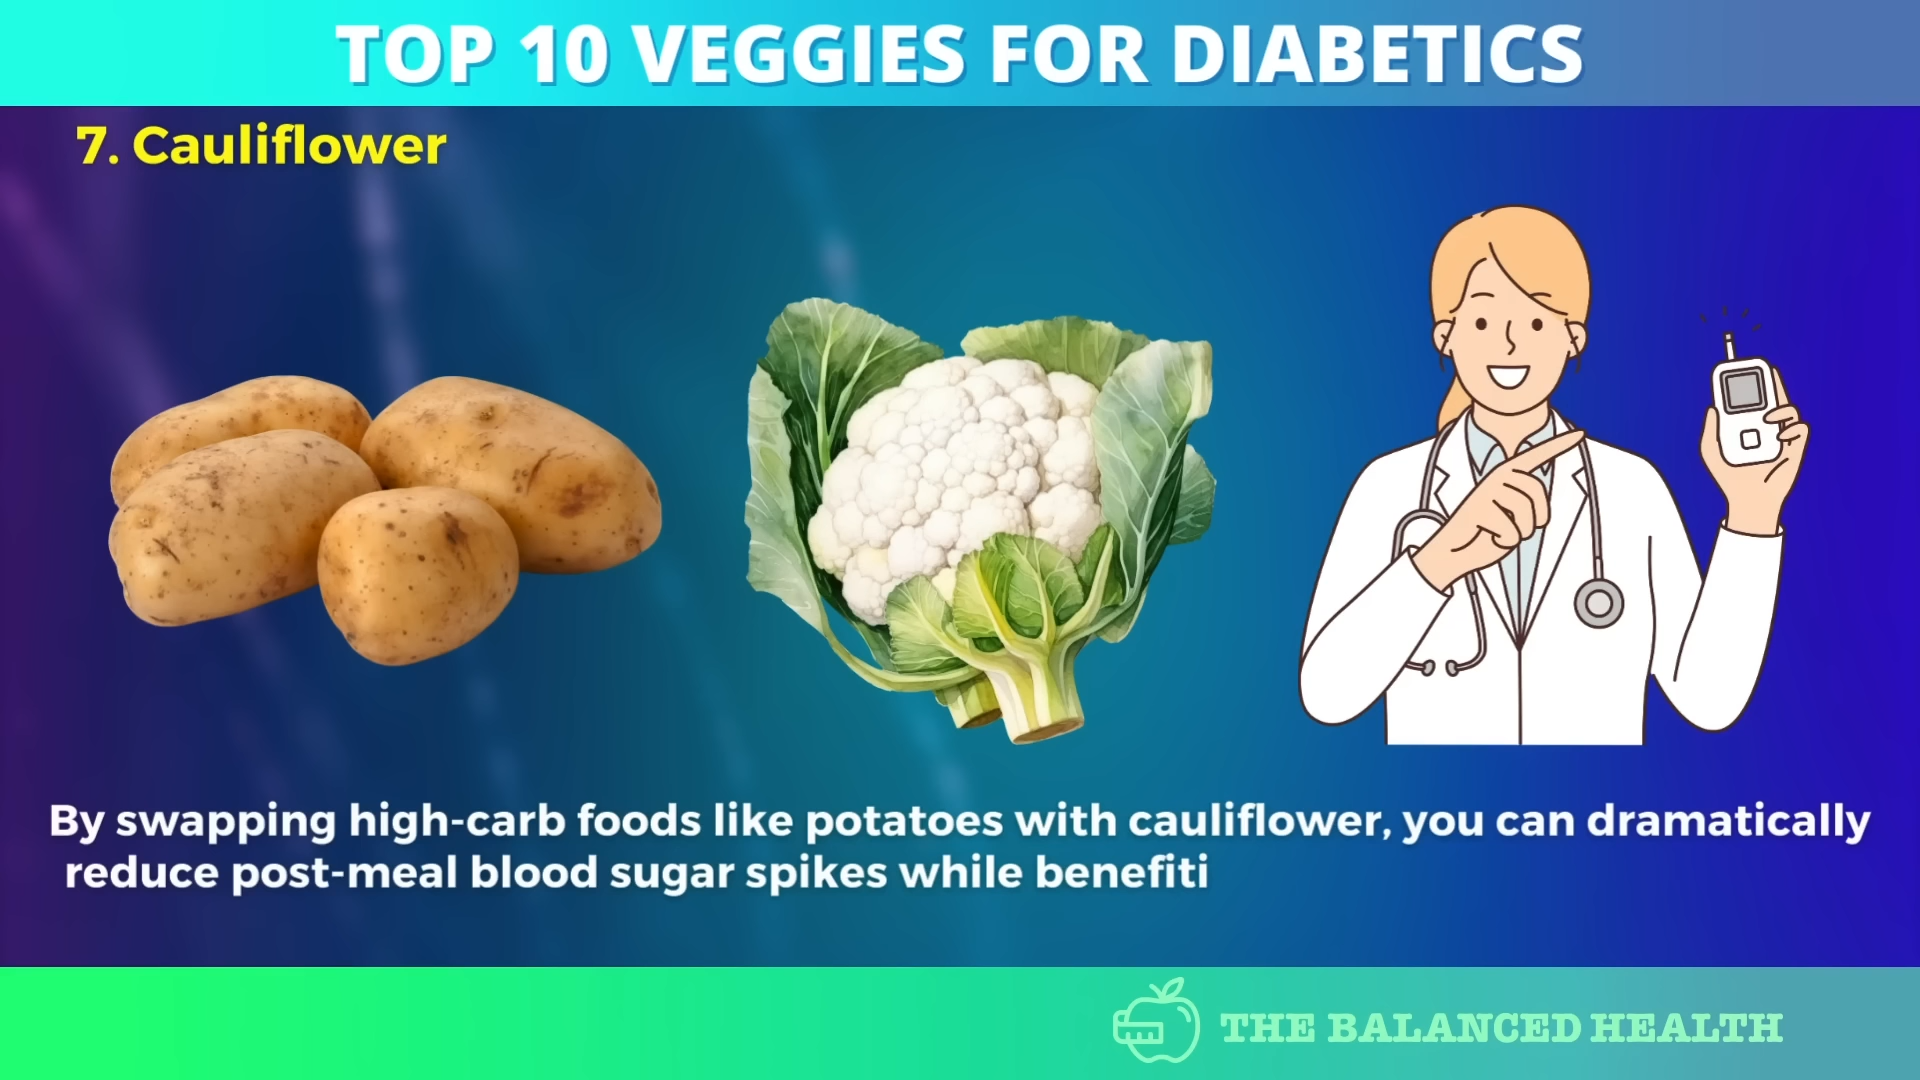 TOP 10 VEGGIES FOR DIABETICS
7. Cauliflower
By swapping high-carb foods like potatoes with cauliflower, you can dramatically
reduce post-meal blood sugar spikes while benefiti
THE BALANCED HEALTH